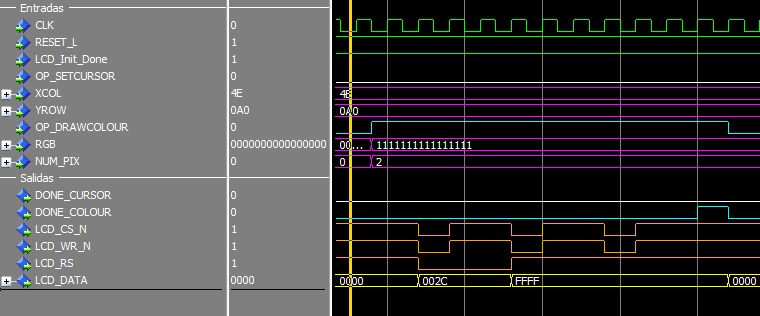 Entradas
CLK 0
RESET_L 1
LCD_Init_Done 1
OP_SETCURSOR 0
XCOL 4E 4E
YROW 0A0 0A0
OP_DRAWCOLOUR 0
RGB 0000000000000000 00... 1111111111111111
NUM_PIX 0 0 2
Salidas
DONE_CURSOR 0
DONE_COLOUR 0
LCD_CS_N 1
LCD_WR_N 1
LCD_RS 1
LCD_DATA 0000 0000 002C FFFF 0000